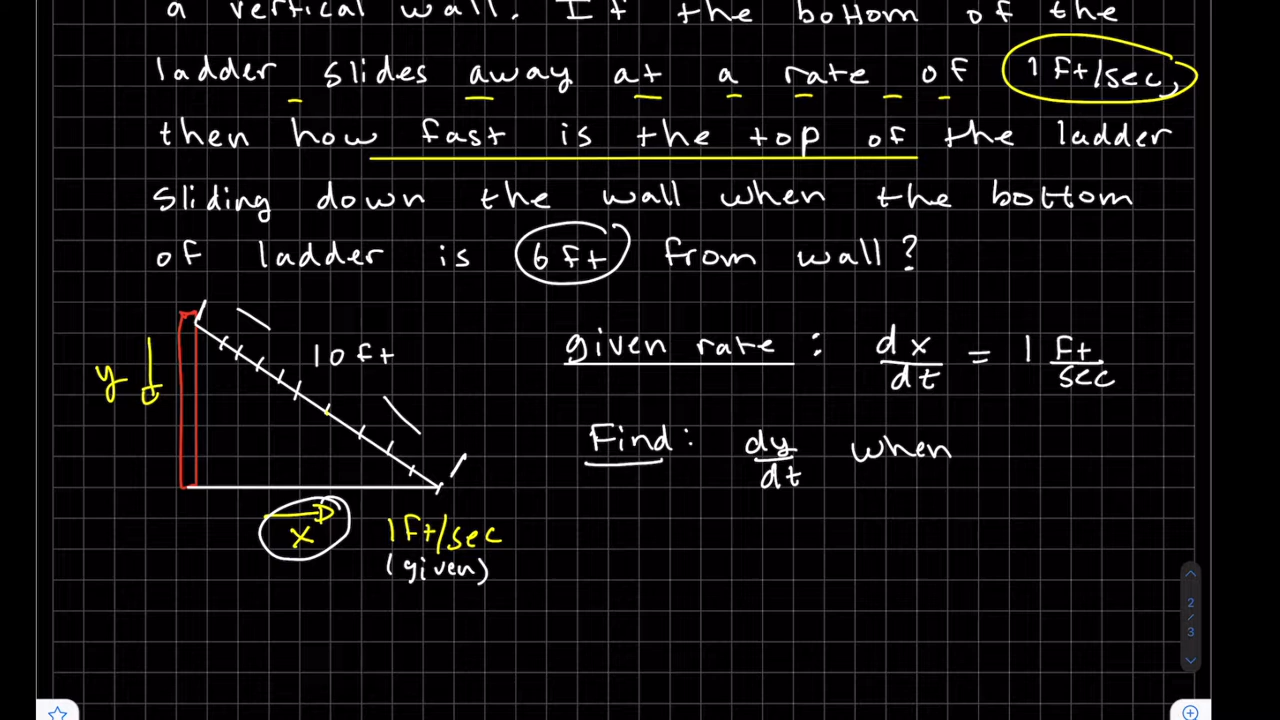 a vertical wall. If the bottom of the
ladder slides away at a rate of 1 ft/sec,
then how fast is the top of the ladder
sliding down the wall when the bottom
of ladder is 6 ft from wall?
10 ft
given rate : dx/dt = 1 ft/sec
y
Find: dy/dt when
x
1 ft/sec
(given)
2
/
3